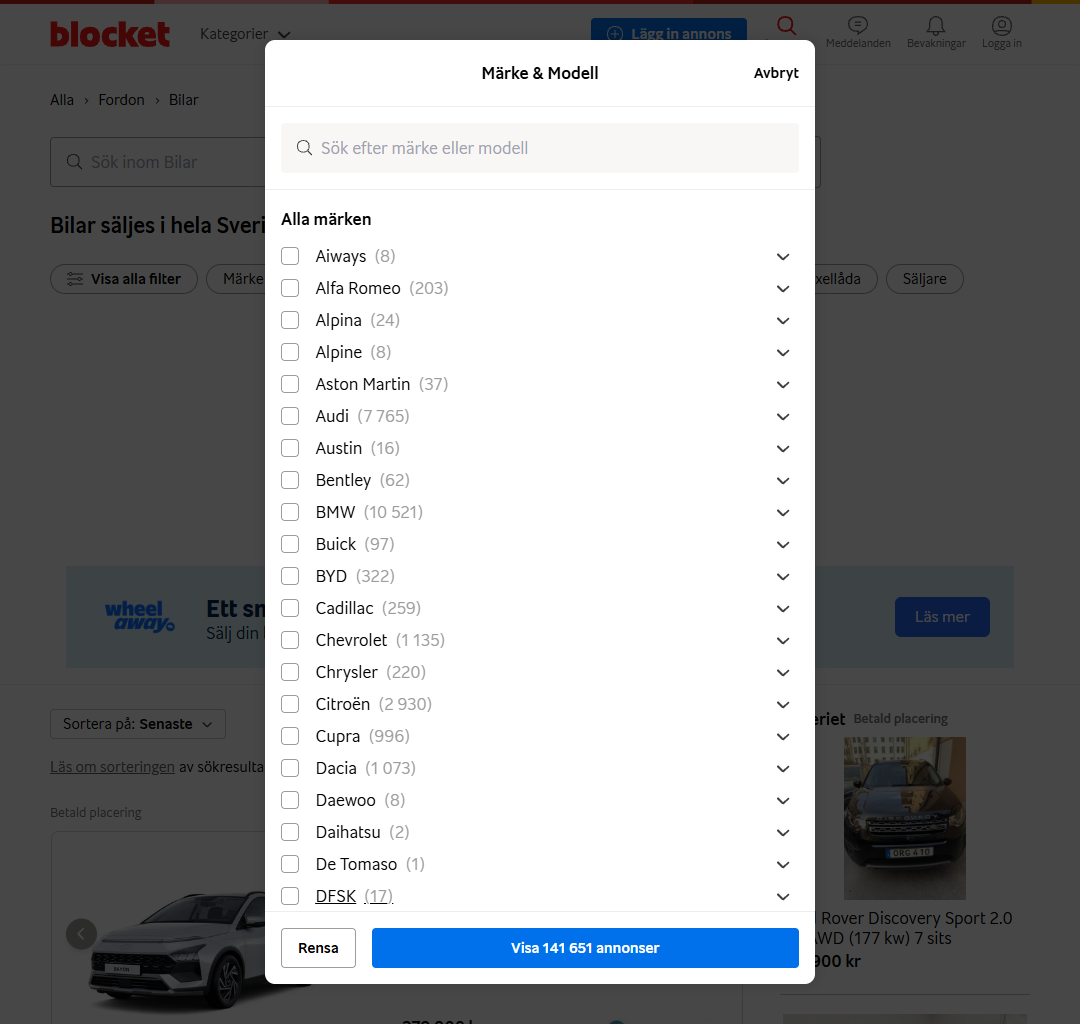 blocket
Kategorier
Lägg in annons
Meddelanden
Bevakningar
Logga in
Märke & Modell
Avbryt
Alla › Fordon › Bilar
Sök efter märke eller modell
Sök inom Bilar
Alla märken
Bilar säljes i hela
Visa alla filter
Märke
Säljare
Aiways (8)
Alfa Romeo (203)
Alpina (24)
Alpine (8)
Aston Martin (37)
Audi (7 765)
Austin (16)
Bentley (62)
BMW (10 521)
Buick (97)
BYD (322)
Cadillac (259)
Chevrolet (1 135)
Chrysler (220)
Citroën (2 930)
Cupra (996)
Dacia (1 073)
Daewoo (8)
Daihatsu (2)
De Tomaso (1)
DFSK (17)
Rensa
Visa 141 651 annonser
wheel
away
Ett
Sälj din
Läs mer
Sortera på: Senaste
Läs om sorteringen av
Betald placering
Betald placering
ORG 410
Rover Discovery Sport 2.0
(177 kw) 7 sits
900 kr